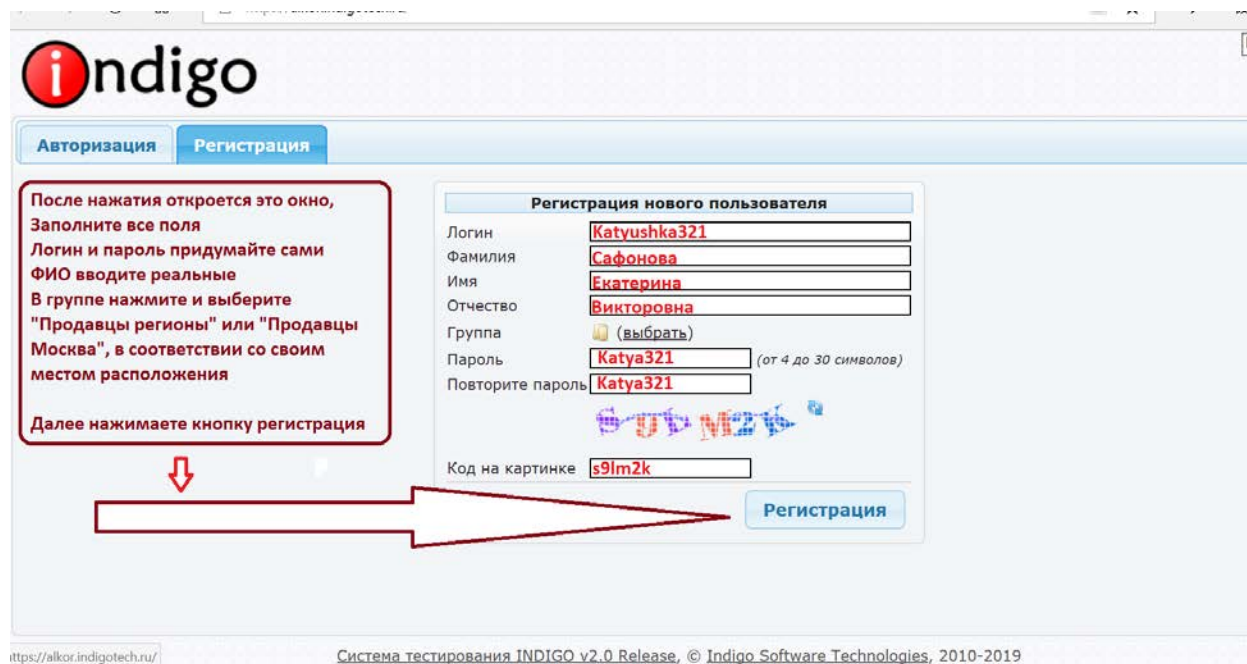 indigo
Авторизация
Регистрация
После нажатия откроется это окно,
Заполните все поля
Логин и пароль придумайте сами
ФИО вводите реальные
В группе нажмите и выберите
"Продавцы регионы" или "Продавцы
Москва", в соответствии со своим
местом расположения
Далее нажимаете кнопку регистрация
Регистрация нового пользователя
Логин Katyushka321
Фамилия Сафонова
Имя Екатерина
Отчество Викторовна
Группа (выбрать)
Пароль Katya321 (от 4 до 30 символов)
Повторите пароль Katya321
Код на картинке s9lm2k
Регистрация
ttps://alkor.indigotech.ru/
Система тестирования INDIGO v2.0 Release, © Indigo Software Technologies, 2010-2019